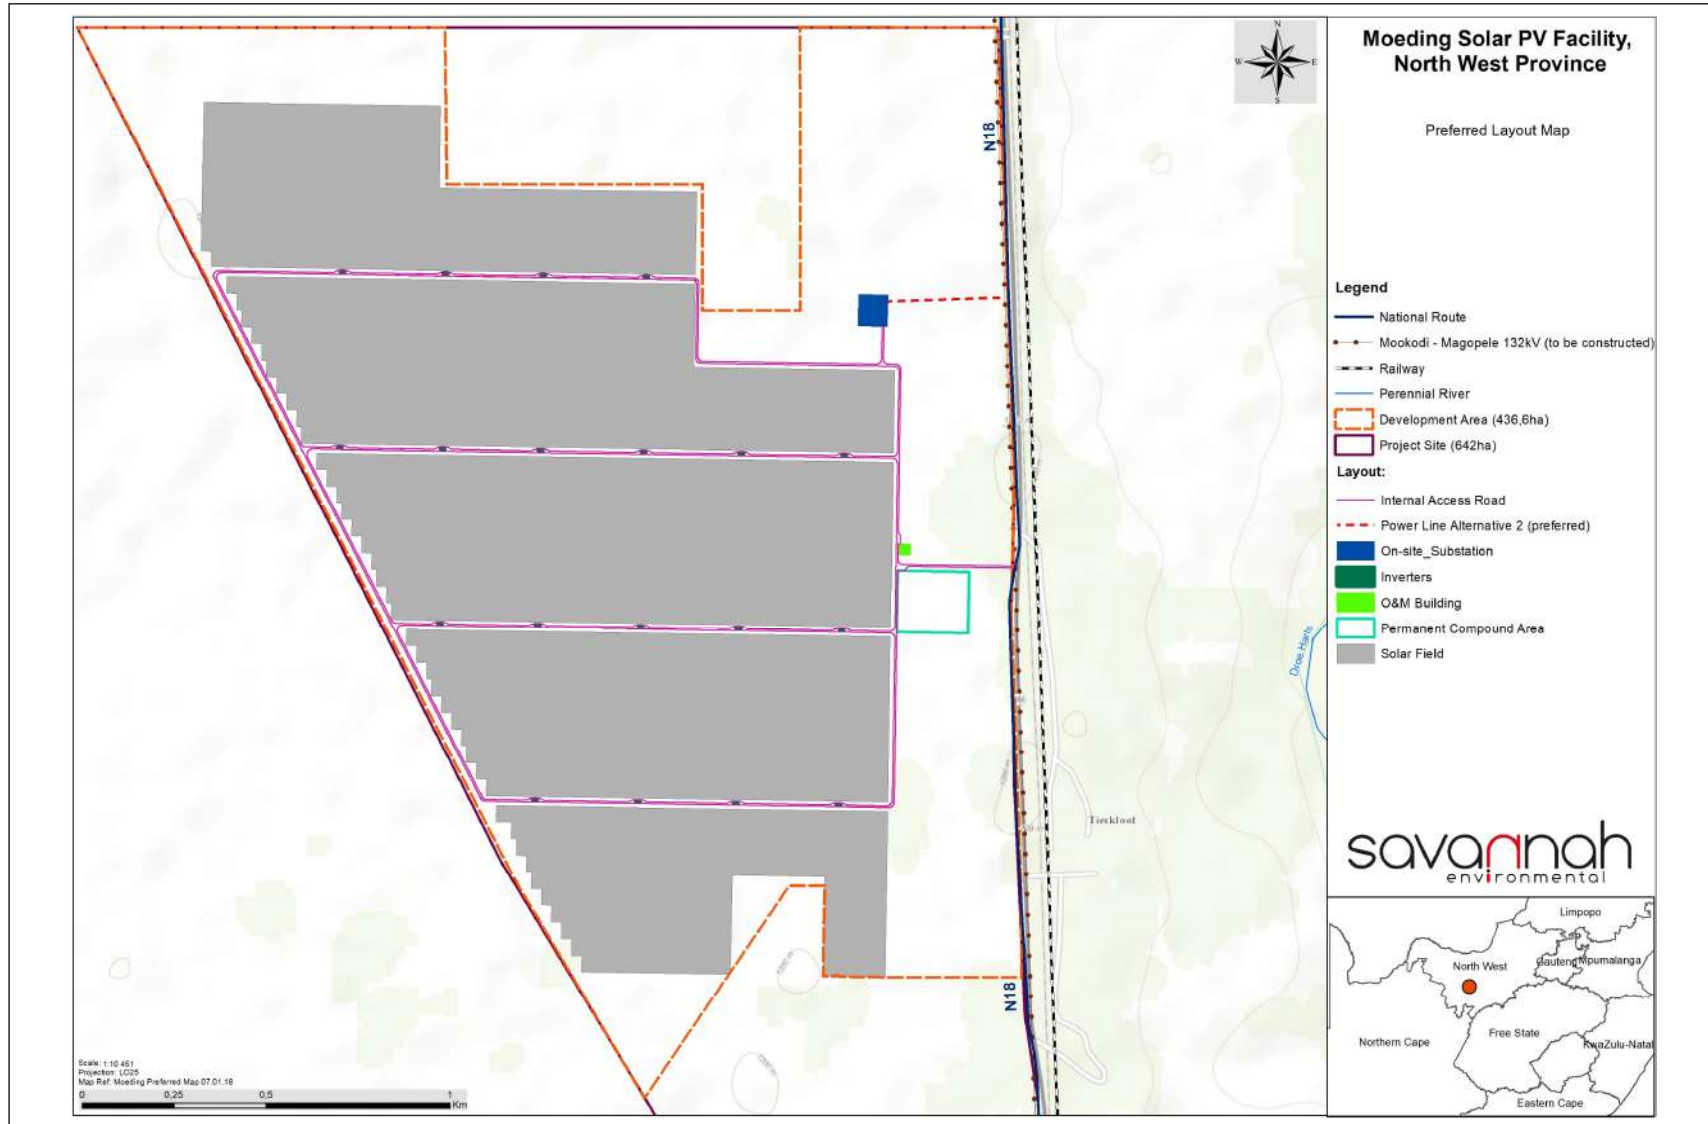 Moeding Solar PV Facility,
North West Province
Preferred Layout Map
N
W
E
S
N18
Legend
National Route
Mookodi - Magopele 132kV (to be constructed)
Railway
Perennial River
Development Area (436,6ha)
Project Site (642ha)
Layout:
Internal Access Road
Power Line Alternative 2 (preferred)
On-site_Substation
Inverters
O&M Building
Permanent Compound Area
Solar Field
Droe Harts
Tierkloof
N18
savannah
environmental
Limpopo
North West
Gauteng
Mpumalanga
Northern Cape
Free State
KwaZulu-Natal
Eastern Cape
Scale: 1:10 451
Projection: LO25
Map Ref: Moeding Preferred Map 07.01.18
0 0,25 0,5 1
Km